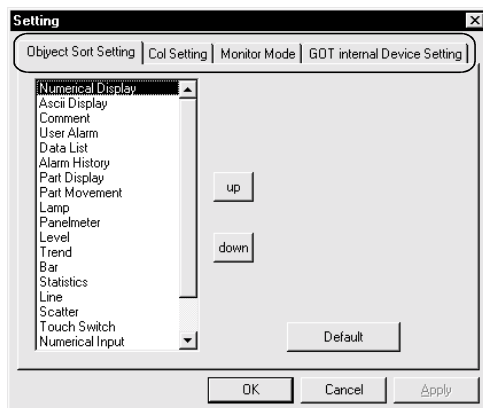 Setting
Obiyect Sort Setting Col Setting Monitor Mode GOT internal Device Setting
Numerical Display
Ascii Display
Comment
User Alarm
Data List
Alarm History
Part Display
Part Movement
Lamp
Panelmeter
Level
Trend
Bar
Statistics
Line
Scatter
Touch Switch
Numerical Input
up
down
Default
OK Cancel Apply